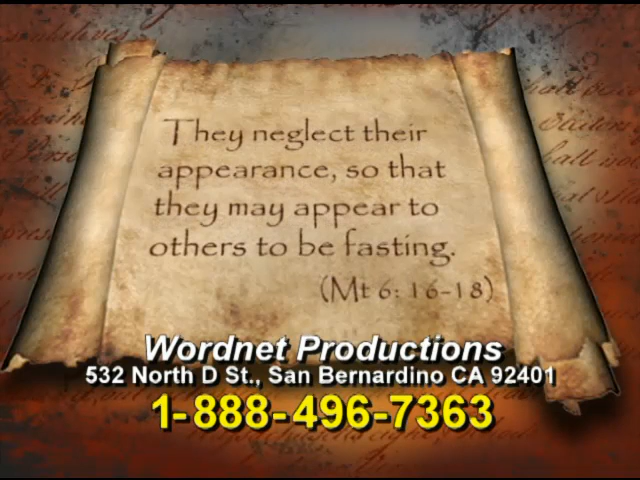 They neglect their
appearance, so that
they may appear to
others to be fasting.
(Mt 6: 16-18)
Wordnet Productions
532 North D St., San Bernardino CA 92401
1-888-496-7363